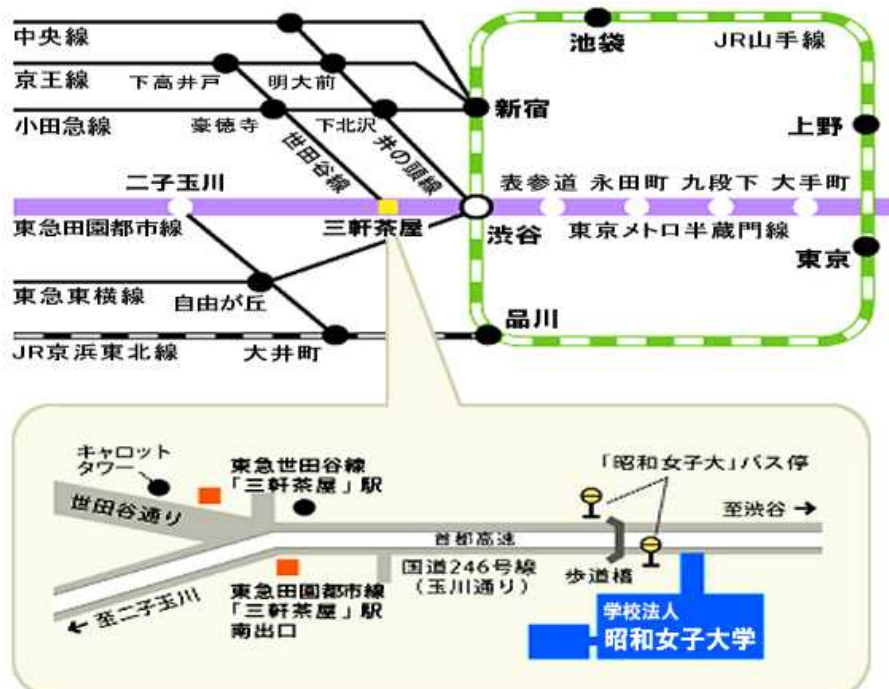 中央線
池袋
JR山手線
京王線
下高井戸
明大前
新宿
小田急線
豪徳寺
下北沢
上野
世田谷線
井の頭線
二子玉川
表参道
永田町
九段下
大手町
東急田園都市線
三軒茶屋
渋谷
東京メトロ半蔵門線
東京
東急東横線
自由が丘
品川
JR京浜東北線
大井町
キャロット
タワー
東急世田谷線
「三軒茶屋」駅
「昭和女子大」バス停
世田谷通り
至渋谷→
首都高速
国道246号線
(玉川通り)
歩道橋
東急田園都市線
「三軒茶屋」駅
南出口
←至二子玉川
学校法人
昭和女子大学